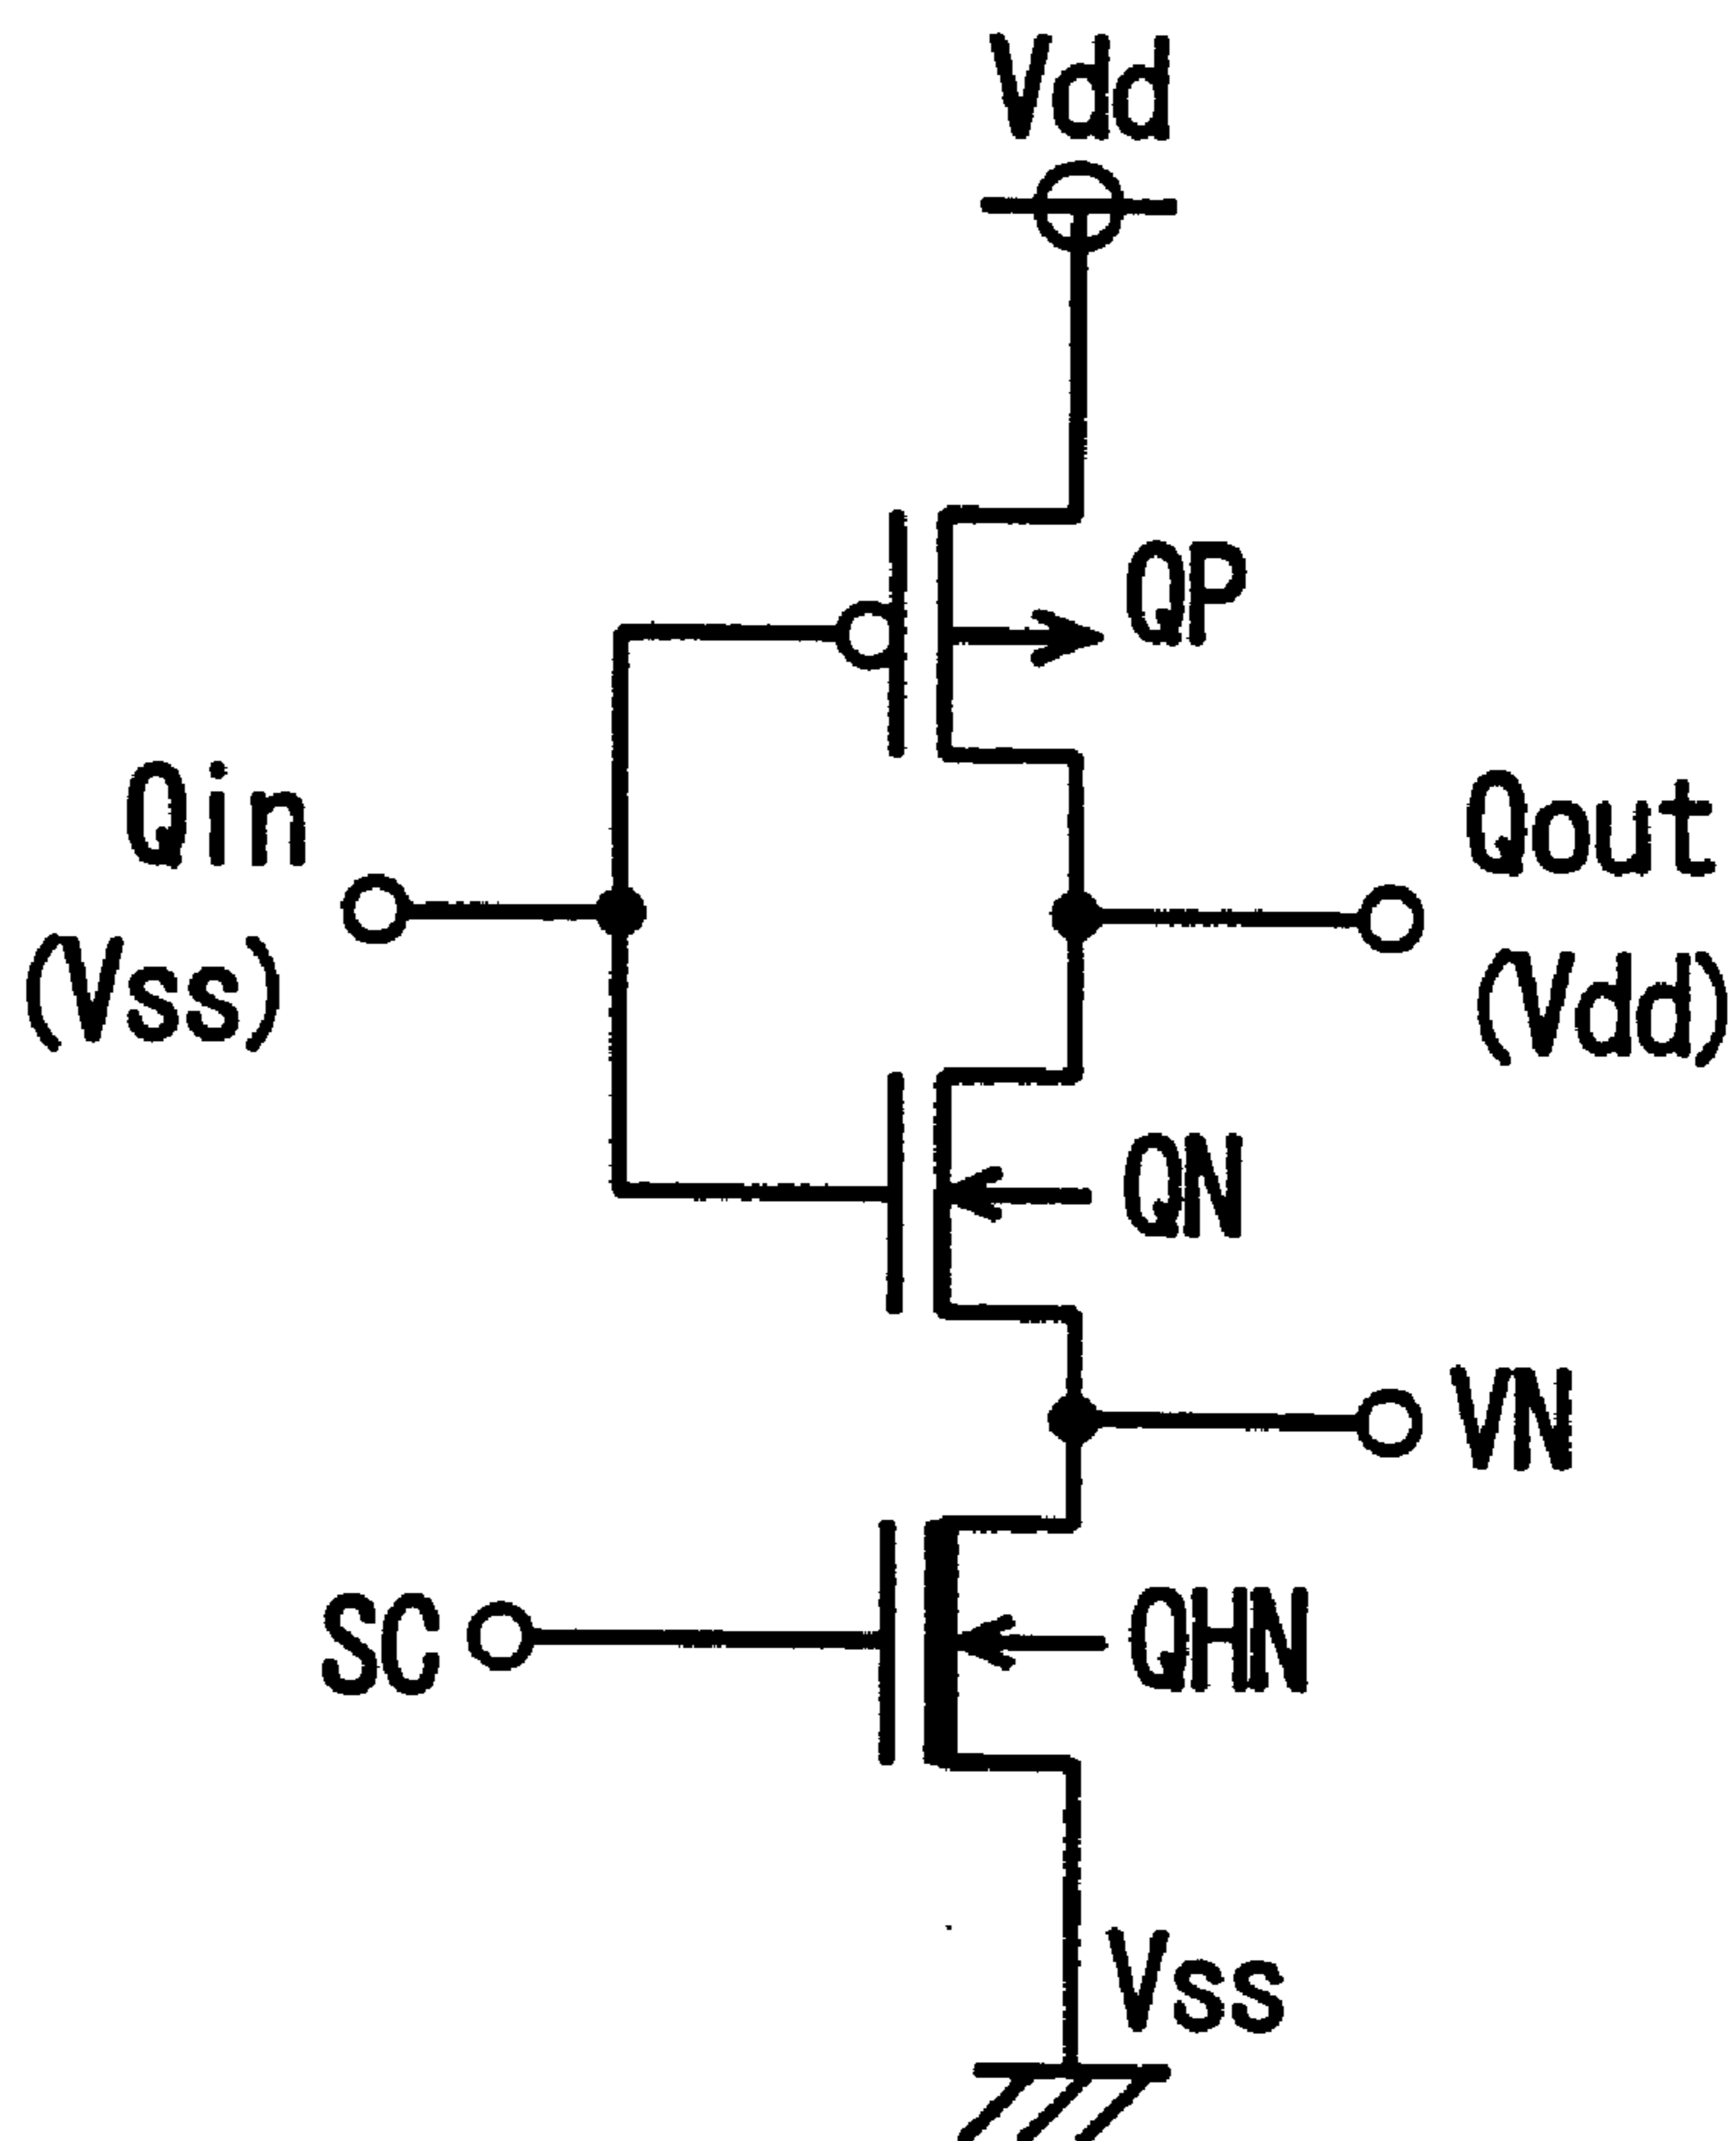 Vdd
QP
Qin
(Vss)
Qout
(Vdd)
QN
VN
SC
QHN
Vss